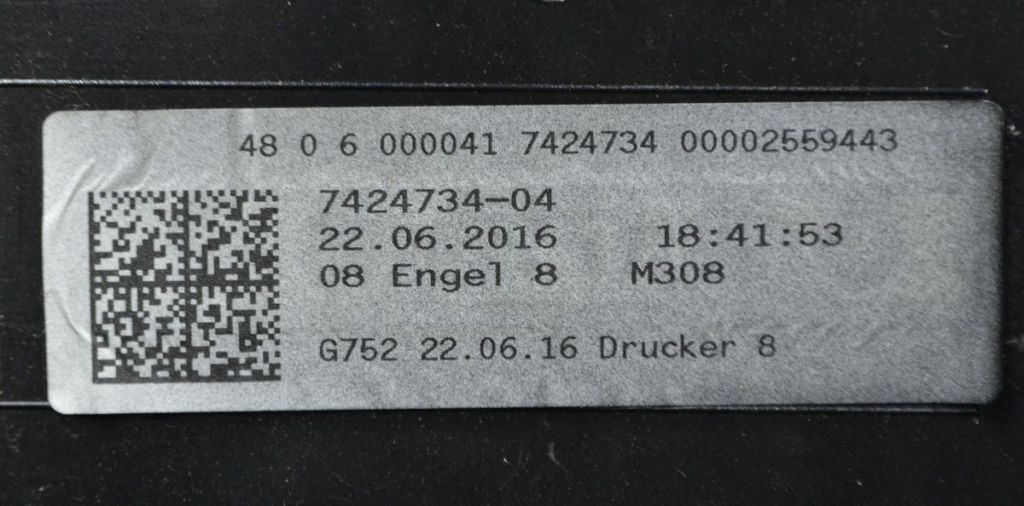 48 0 6 000041 7424734 00002559443
7424734-04
22.06.2016 18:41:53
08 Engel 8 M308
G752 22.06.16 Drucker 8